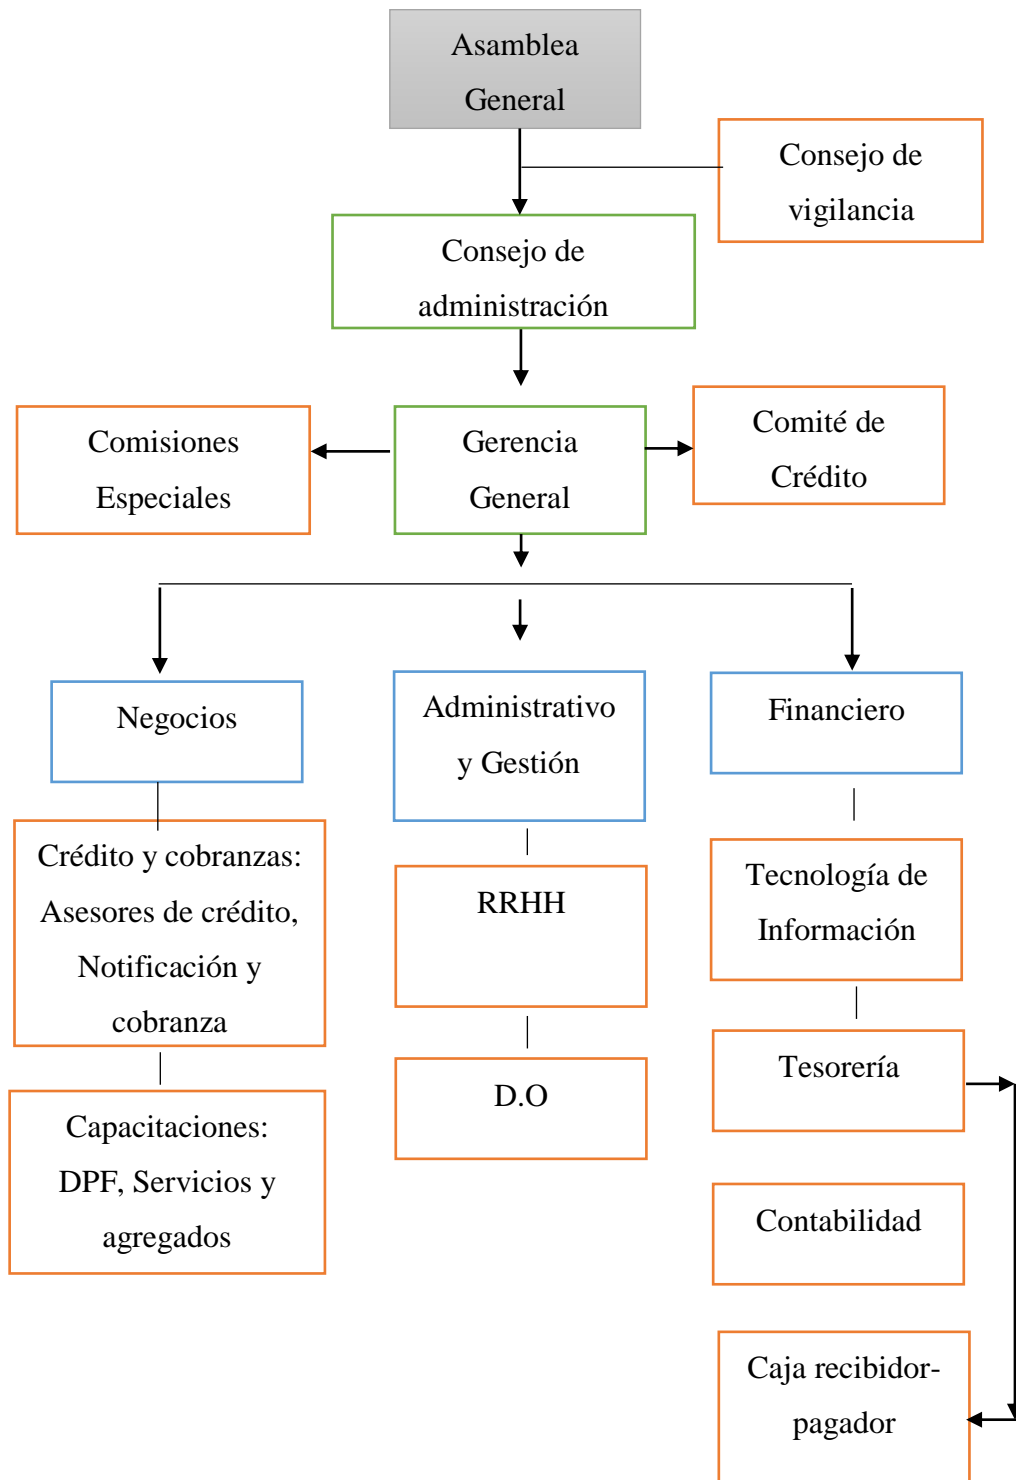 Asamblea
General
Consejo de
vigilancia
Consejo de
administración
Comisiones
Especiales
Gerencia
General
Comité de
Crédito
Negocios
Administrativo
y Gestión
Financiero
Crédito y cobranzas:
Asesores de crédito,
Notificación y
cobranza
RRHH
Tecnología de
Información
Capacitaciones:
DPF, Servicios y
agregados
D.O
Tesorería
Contabilidad
Caja recibidor-
pagador